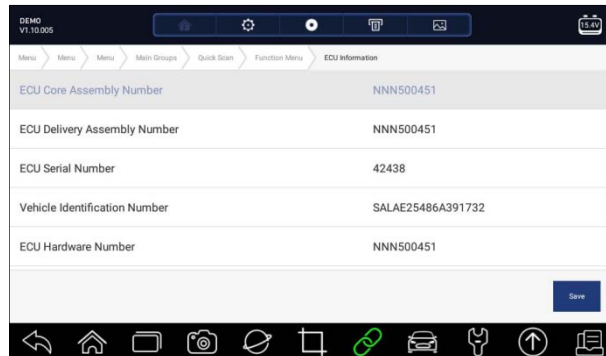 DEMO
V1.10.005
15.4V
Menu Menu Menu Main Groups Quick Scan Function Menu ECU Information
ECU Core Assembly Number NNN500451
ECU Delivery Assembly Number NNN500451
ECU Serial Number 42438
Vehicle Identification Number SALAE25486A391732
ECU Hardware Number NNN500451
Save